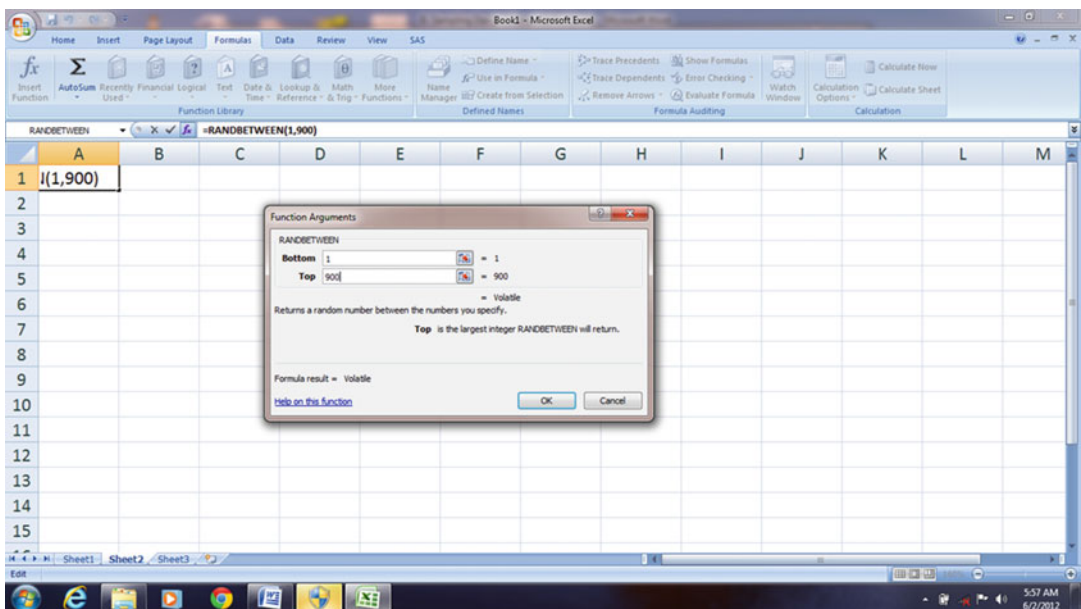 Book1 - Microsoft Excel
Home Insert Page Layout Formulas Data Review View SAS
fx Σ ? A θ
Insert Function AutoSum Recently Used Financial Logical Text Date & Time Lookup & Reference Math & Trig More Functions
Function Library
Name Manager Define Name Use in Formula Create from Selection
Defined Names
Trace Precedents Show Formulas
Trace Dependents Error Checking
Remove Arrows Evaluate Formula
Watch Window
Formula Auditing
Calculation Options Calculate Now Calculate Sheet
Calculation
RANDBETWEEN X fx =RANDBETWEEN(1,900)
A B C D E F G H I J K L M
1 I(1,900)
2
3
4
5
6
7
8
9
10
11
12
13
14
15
Function Arguments
RANDBETWEEN
Bottom 1 = 1
Top 900 = 900
= Volatile
Returns a random number between the numbers you specify.
Top is the largest integer RANDBETWEEN will return.
Formula result = Volatile
Help on this function OK Cancel
Sheet1 Sheet2 Sheet3
Edit
5:57 AM
6/2/2012